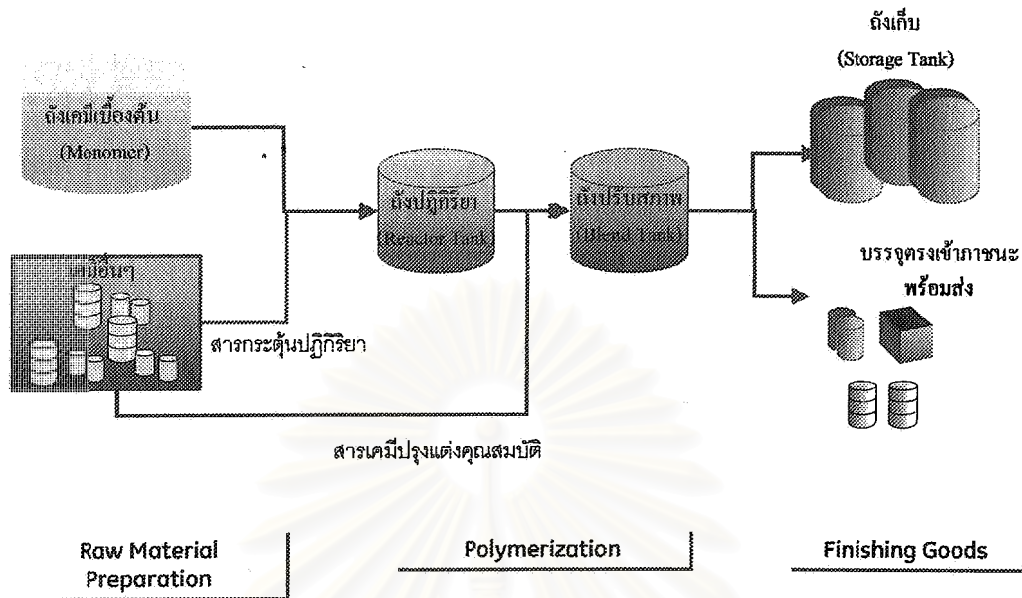 ถังเก็บ
(Storage Tank)
ถังเคมีเบื้องต้น
(Monomer)
ถังปฏิกิริยา
(Reactor Tank)
ถังปรับสภาพ
(Blend Tank)
เคมีอื่นๆ
สารกระตุ้นปฏิกิริยา
บรรจุตรงเข้าภาชนะ
พร้อมส่ง
สารเคมีปรุงแต่งคุณสมบัติ
Raw Material
Preparation
Polymerization
Finishing Goods